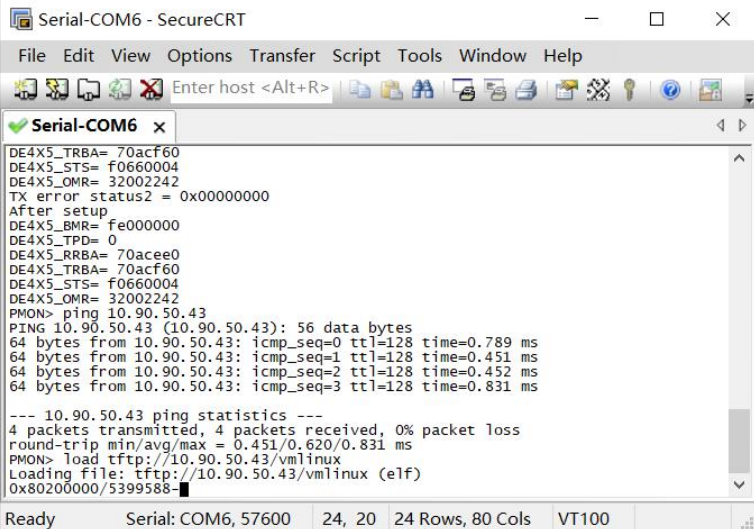 Serial-COM6 - SecureCRT
File Edit View Options Transfer Script Tools Window Help
Enter host <Alt+R>
Serial-COM6 x
DE4X5_TRBA= 70acf60
DE4X5_STS= f0660004
DE4X5_OMR= 32002242
TX error status2 = 0x00000000
After setup
DE4X5_BMR= fe000000
DE4X5_TPD= 0
DE4X5_RRBA= 70acee0
DE4X5_TRBA= 70acf60
DE4X5_STS= f0660004
DE4X5_OMR= 32002242
PMON> ping 10.90.50.43
PING 10.90.50.43 (10.90.50.43): 56 data bytes
64 bytes from 10.90.50.43: icmp_seq=0 ttl=128 time=0.789 ms
64 bytes from 10.90.50.43: icmp_seq=1 ttl=128 time=0.451 ms
64 bytes from 10.90.50.43: icmp_seq=2 ttl=128 time=0.452 ms
64 bytes from 10.90.50.43: icmp_seq=3 ttl=128 time=0.831 ms
--- 10.90.50.43 ping statistics ---
4 packets transmitted, 4 packets received, 0% packet loss
round-trip min/avg/max = 0.451/0.620/0.831 ms
PMON> load tftp://10.90.50.43/vmlinux
Loading file: tftp://10.90.50.43/vmlinux (elf)
0x80200000/5399588-
Ready Serial: COM6, 57600 24, 20 24 Rows, 80 Cols VT100